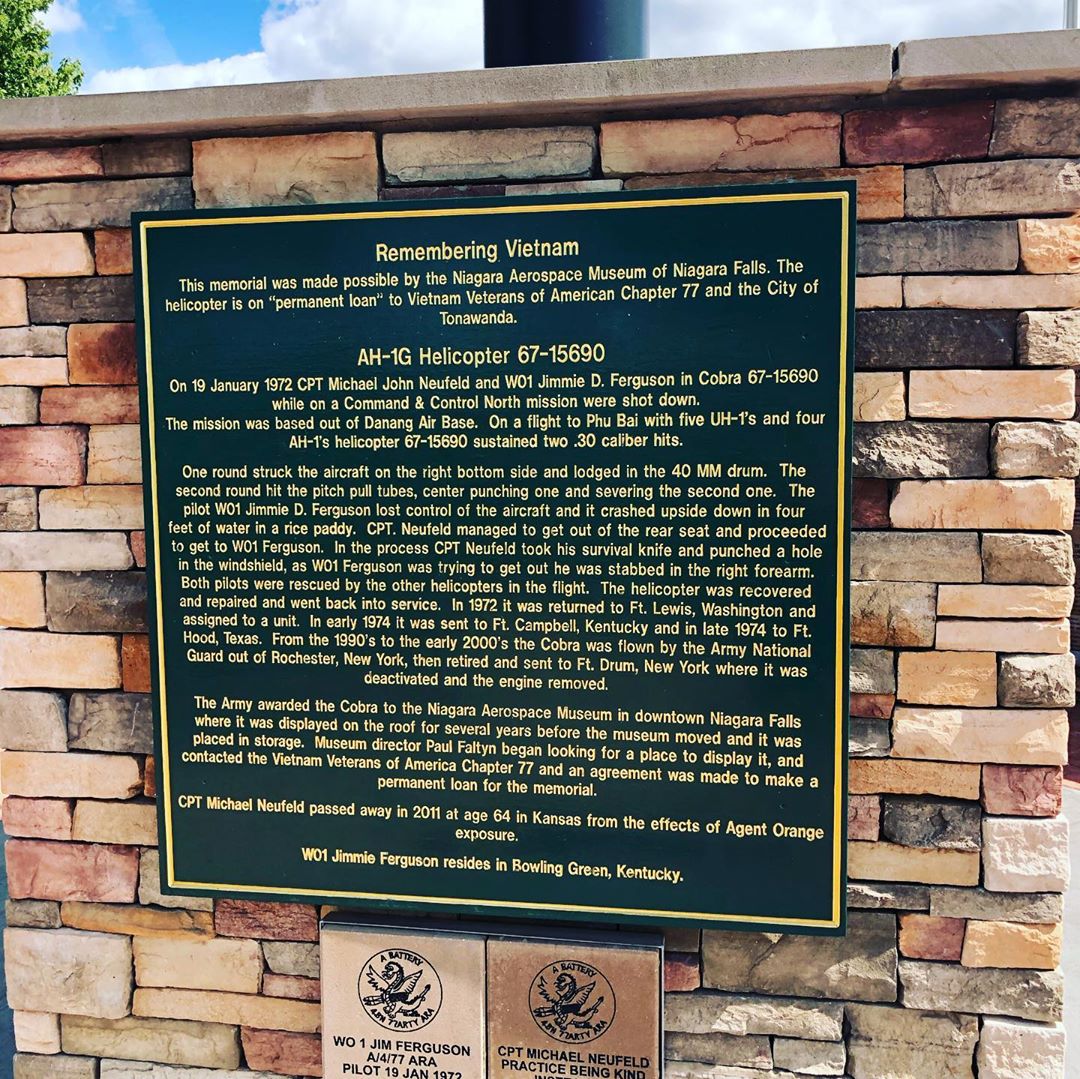 Remembering Vietnam
This memorial was made possible by the Niagara Aerospace Museum of Niagara Falls. The
helicopter is on "permanent loan" to Vietnam Veterans of American Chapter 77 and the City of
Tonawanda.
AH-1G Helicopter 67-15690
On 19 January 1972 CPT Michael John Neufeld and WO1 Jimmie D. Ferguson in Cobra 67-15690
while on a Command & Control North mission were shot down.
The mission was based out of Danang Air Base. On a flight to Phu Bai with five UH-1's and four
AH-1's helicopter 67-15690 sustained two .30 caliber hits.
One round struck the aircraft on the right bottom side and lodged in the 40 MM drum. The
second round hit the pitch pull tubes, center punching one and severing the second one. The
pilot WO1 Jimmie D. Ferguson lost control of the aircraft and it crashed upside down in four
feet of water in a rice paddy. CPT. Neufeld managed to get out of the rear seat and proceeded
to get to WO1 Ferguson. In the process CPT Neufeld took his survival knife and punched a hole
in the windshield, as WO1 Ferguson was trying to get out he was stabbed in the right forearm.
Both pilots were rescued by the other helicopters in the flight. The helicopter was recovered
and repaired and went back into service. In 1972 it was returned to Ft. Lewis, Washington and
assigned to a unit. In early 1974 it was sent to Ft. Campbell, Kentucky and in late 1974 to Ft.
Hood, Texas. From the 1990's to the early 2000's the Cobra was flown by the Army National
Guard out of Rochester, New York, then retired and sent to Ft. Drum, New York where it was
deactivated and the engine removed.
The Army awarded the Cobra to the Niagara Aerospace Museum in downtown Niagara Falls
where it was displayed on the roof for several years before the museum moved and it was
placed in storage. Museum director Paul Faltyn began looking for a place to display it, and
contacted the Vietnam Veterans of America Chapter 77 and an agreement was made to make a
permanent loan for the memorial.
CPT Michael Neufeld passed away in 2011 at age 64 in Kansas from the effects of Agent Orange
exposure.
WO1 Jimmie Ferguson resides in Bowling Green, Kentucky.
A BATTERY
4BN 77ARTY ARA
WO 1 JIM FERGUSON
A/4/77 ARA
PILOT 19 JAN 1972
A BATTERY
4BN 77ARTY ARA
CPT MICHAEL NEUFELD
PRACTICE BEING KIND